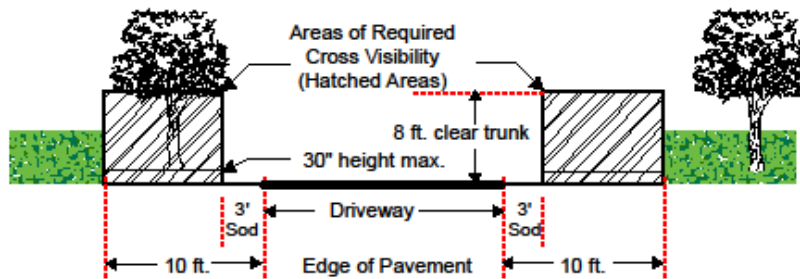 Areas of Required
Cross Visibility
(Hatched Areas)
8 ft. clear trunk
30" height max.
3'
Sod
Driveway
3'
Sod
10 ft.
Edge of Pavement
10 ft.